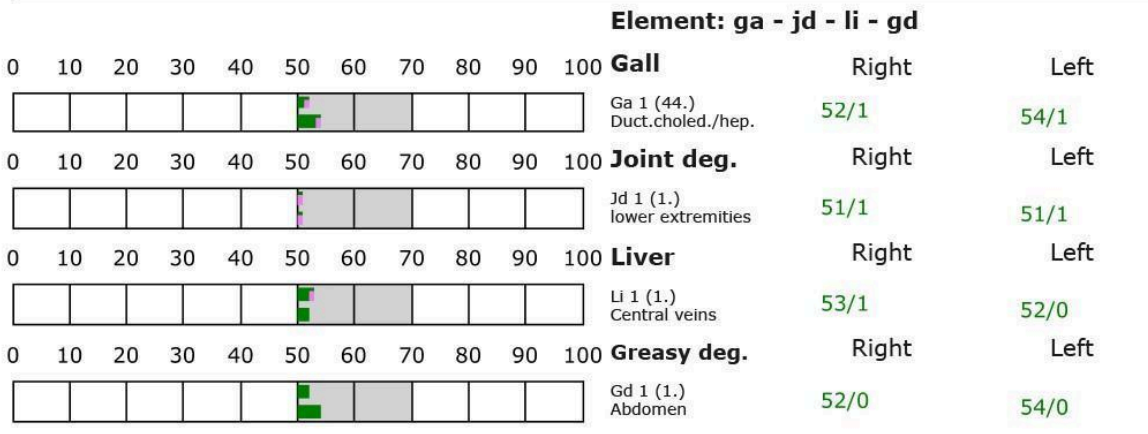 Element: ga - jd - li - gd
0 10 20 30 40 50 60 70 80 90 100 Gall Right Left
Ga 1 (44.) 52/1 54/1
Duct.choled./hep.
0 10 20 30 40 50 60 70 80 90 100 Joint deg. Right Left
Jd 1 (1.) 51/1 51/1
lower extremities
0 10 20 30 40 50 60 70 80 90 100 Liver Right Left
Li 1 (1.) 53/1 52/0
Central veins
0 10 20 30 40 50 60 70 80 90 100 Greasy deg. Right Left
Gd 1 (1.) 52/0 54/0
Abdomen